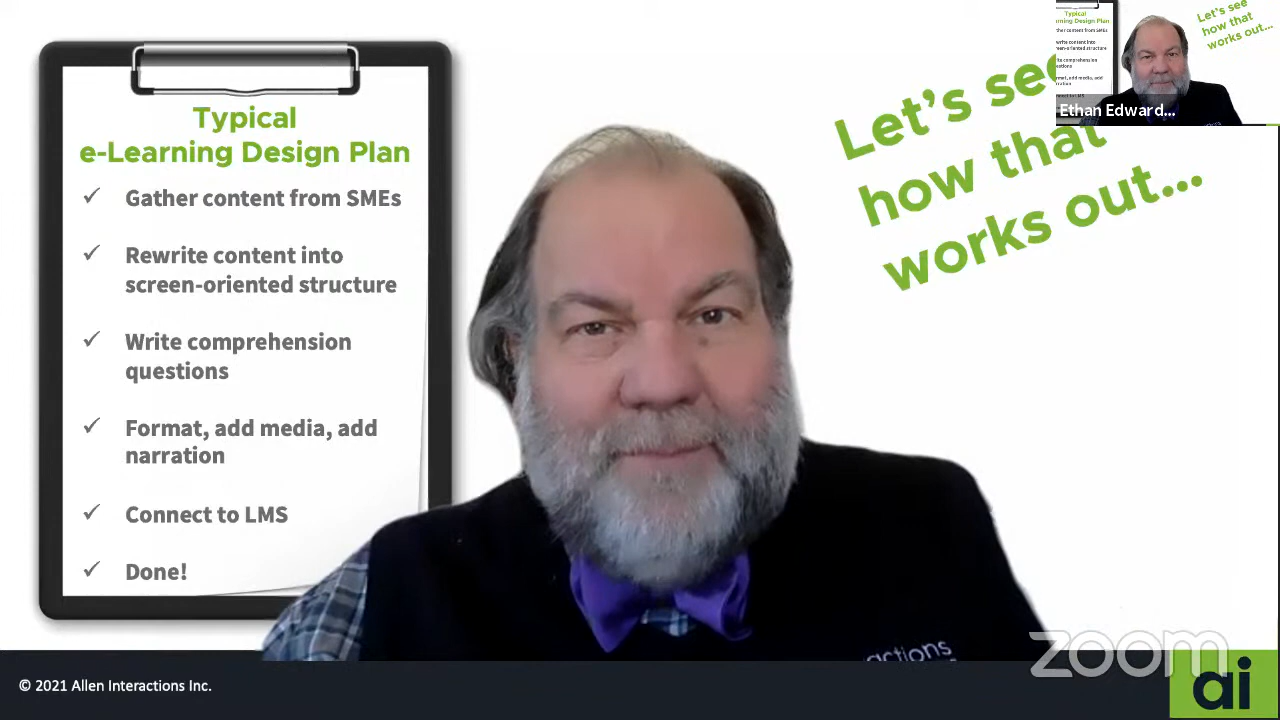 Typical
e-Learning Design Plan
✓ Gather content from SMEs
✓ Rewrite content into
screen-oriented structure
✓ Write comprehension
questions
✓ Format, add media, add
narration
✓ Connect to LMS
✓ Done!
Let's see
how that
works out...
Typical
Let's see
how that
works out...
Ethan Edward...
actions
zoom
© 2021 Allen Interactions Inc.
ai